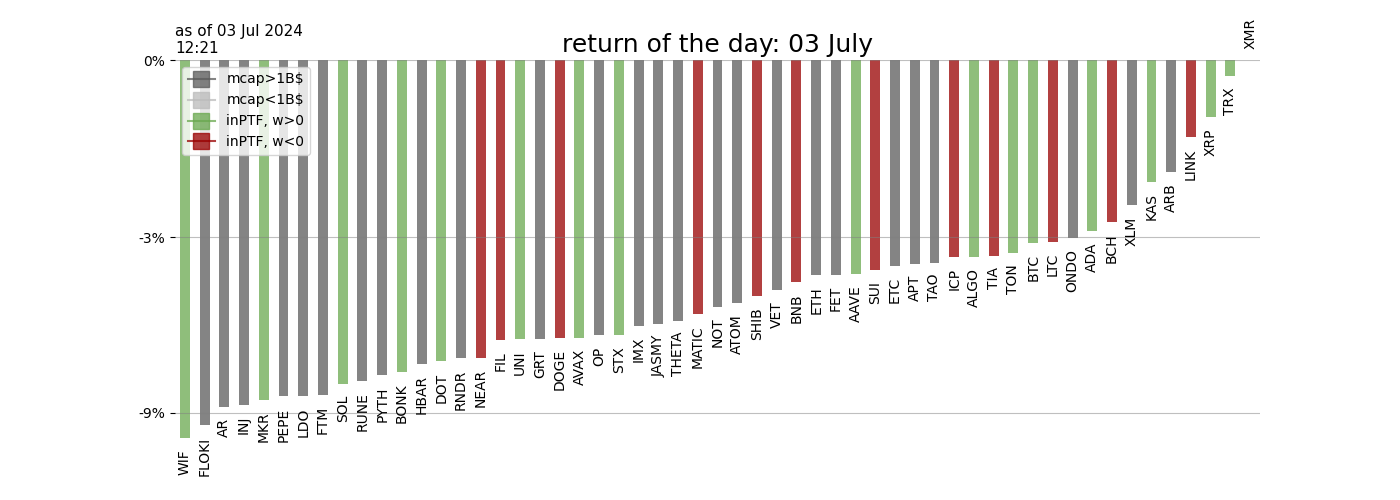 as of 03 Jul 2024
12:21
return of the day: 03 July
0%
-3%
-9%
mcap>1B$
mcap<1B$
inPTF, w>0
inPTF, w<0
WIF
FLOKI
AR
INJ
MKR
PEPE
LDO
FTM
SOL
RUNE
PYTH
BONK
HBAR
DOT
RNDR
NEAR
FIL
UNI
GRT
DOGE
AVAX
OP
STX
IMX
JASMY
THETA
MATIC
NOT
ATOM
SHIB
VET
BNB
ETH
FET
AAVE
SUI
ETC
APT
TAO
ICP
ALGO
TIA
TON
BTC
LTC
ONDO
ADA
BCH
XLM
KAS
ARB
LINK
XRP
TRX
XMR